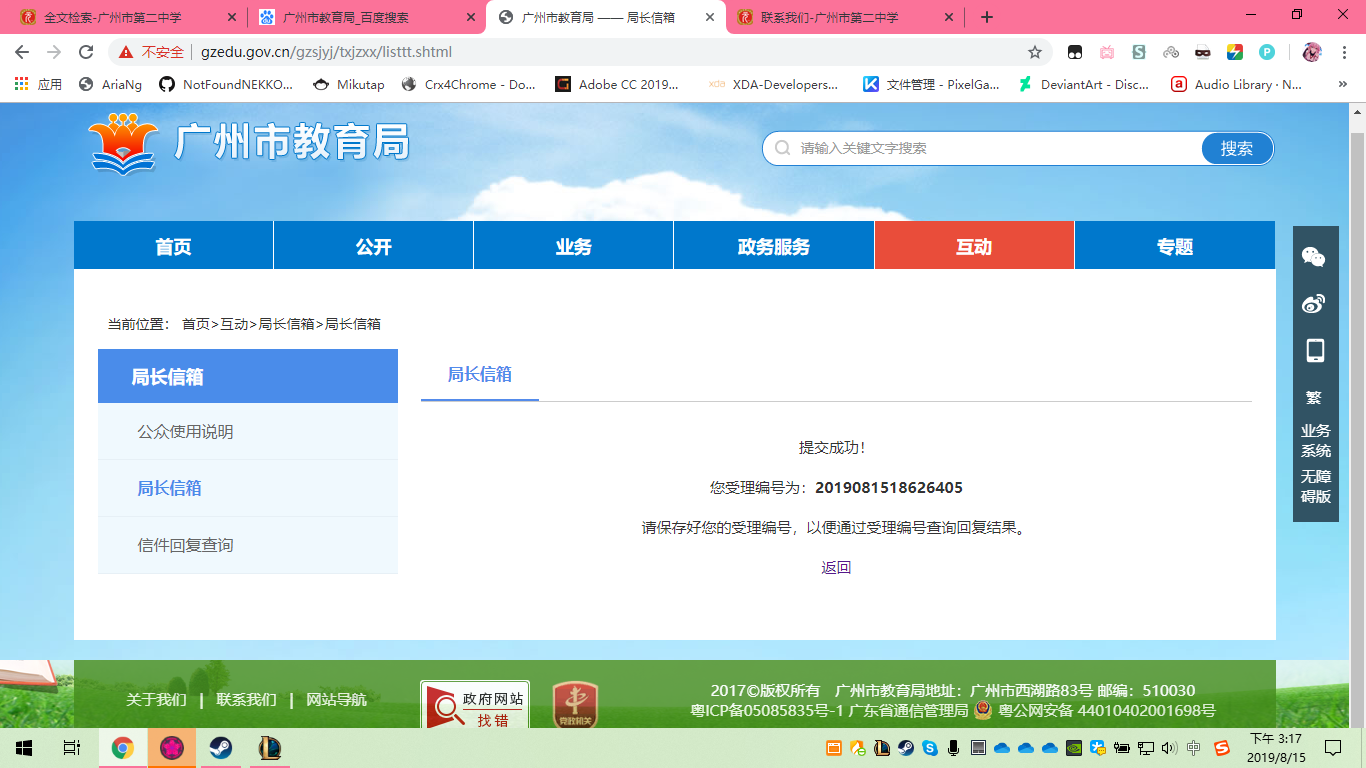 全文检索-广州市第二中学
广州市教育局_百度搜索
广州市教育局 —— 局长信箱
联系我们-广州市第二中学
不安全
gzedu.gov.cn/gzsjyj/txjzxx/listtt.shtml
应用
AriaNg
NotFoundNEKKO...
Mikutap
Crx4Chrome - Do...
Adobe CC 2019...
XDA-Developers...
文件管理 - PixelGa...
DeviantArt - Disc...
Audio Library · N...
广州市教育局
请输入关键文字搜索
搜索
首页
公开
业务
政务服务
互动
专题
当前位置： 首页>互动>局长信箱>局长信箱
局长信箱
公众使用说明
局长信箱
信件回复查询
局长信箱
提交成功！
您受理编号为：2019081518626405
请保存好您的受理编号，以便通过受理编号查询回复结果。
返回
繁
业务
系统
无障
碍版
关于我们 | 联系我们 | 网站导航
政府网站
找错
党政机关
2017©版权所有 广州市教育局地址：广州市西湖路83号 邮编：510030
粤ICP备05085835号-1 广东省通信管理局 粤公网安备 44010402001698号
中
下午 3:17
2019/8/15